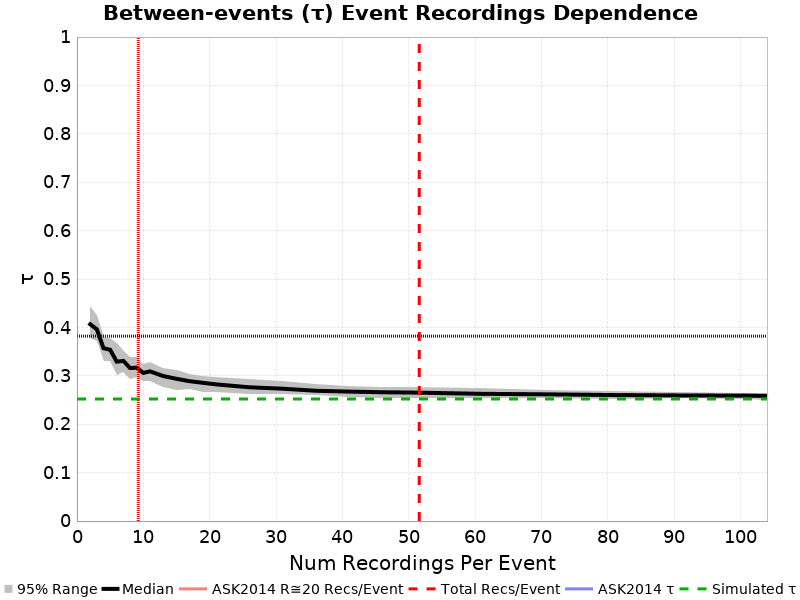 Between-events (τ) Event Recordings Dependence
1
0.9
0.8
0.7
0.6
0.5
0.4
0.3
0.2
0.1
0
τ
0 10 20 30 40 50 60 70 80 90 100
Num Recordings Per Event
95% Range Median ASK2014 R≅20 Recs/Event Total Recs/Event ASK2014 τ Simulated τ